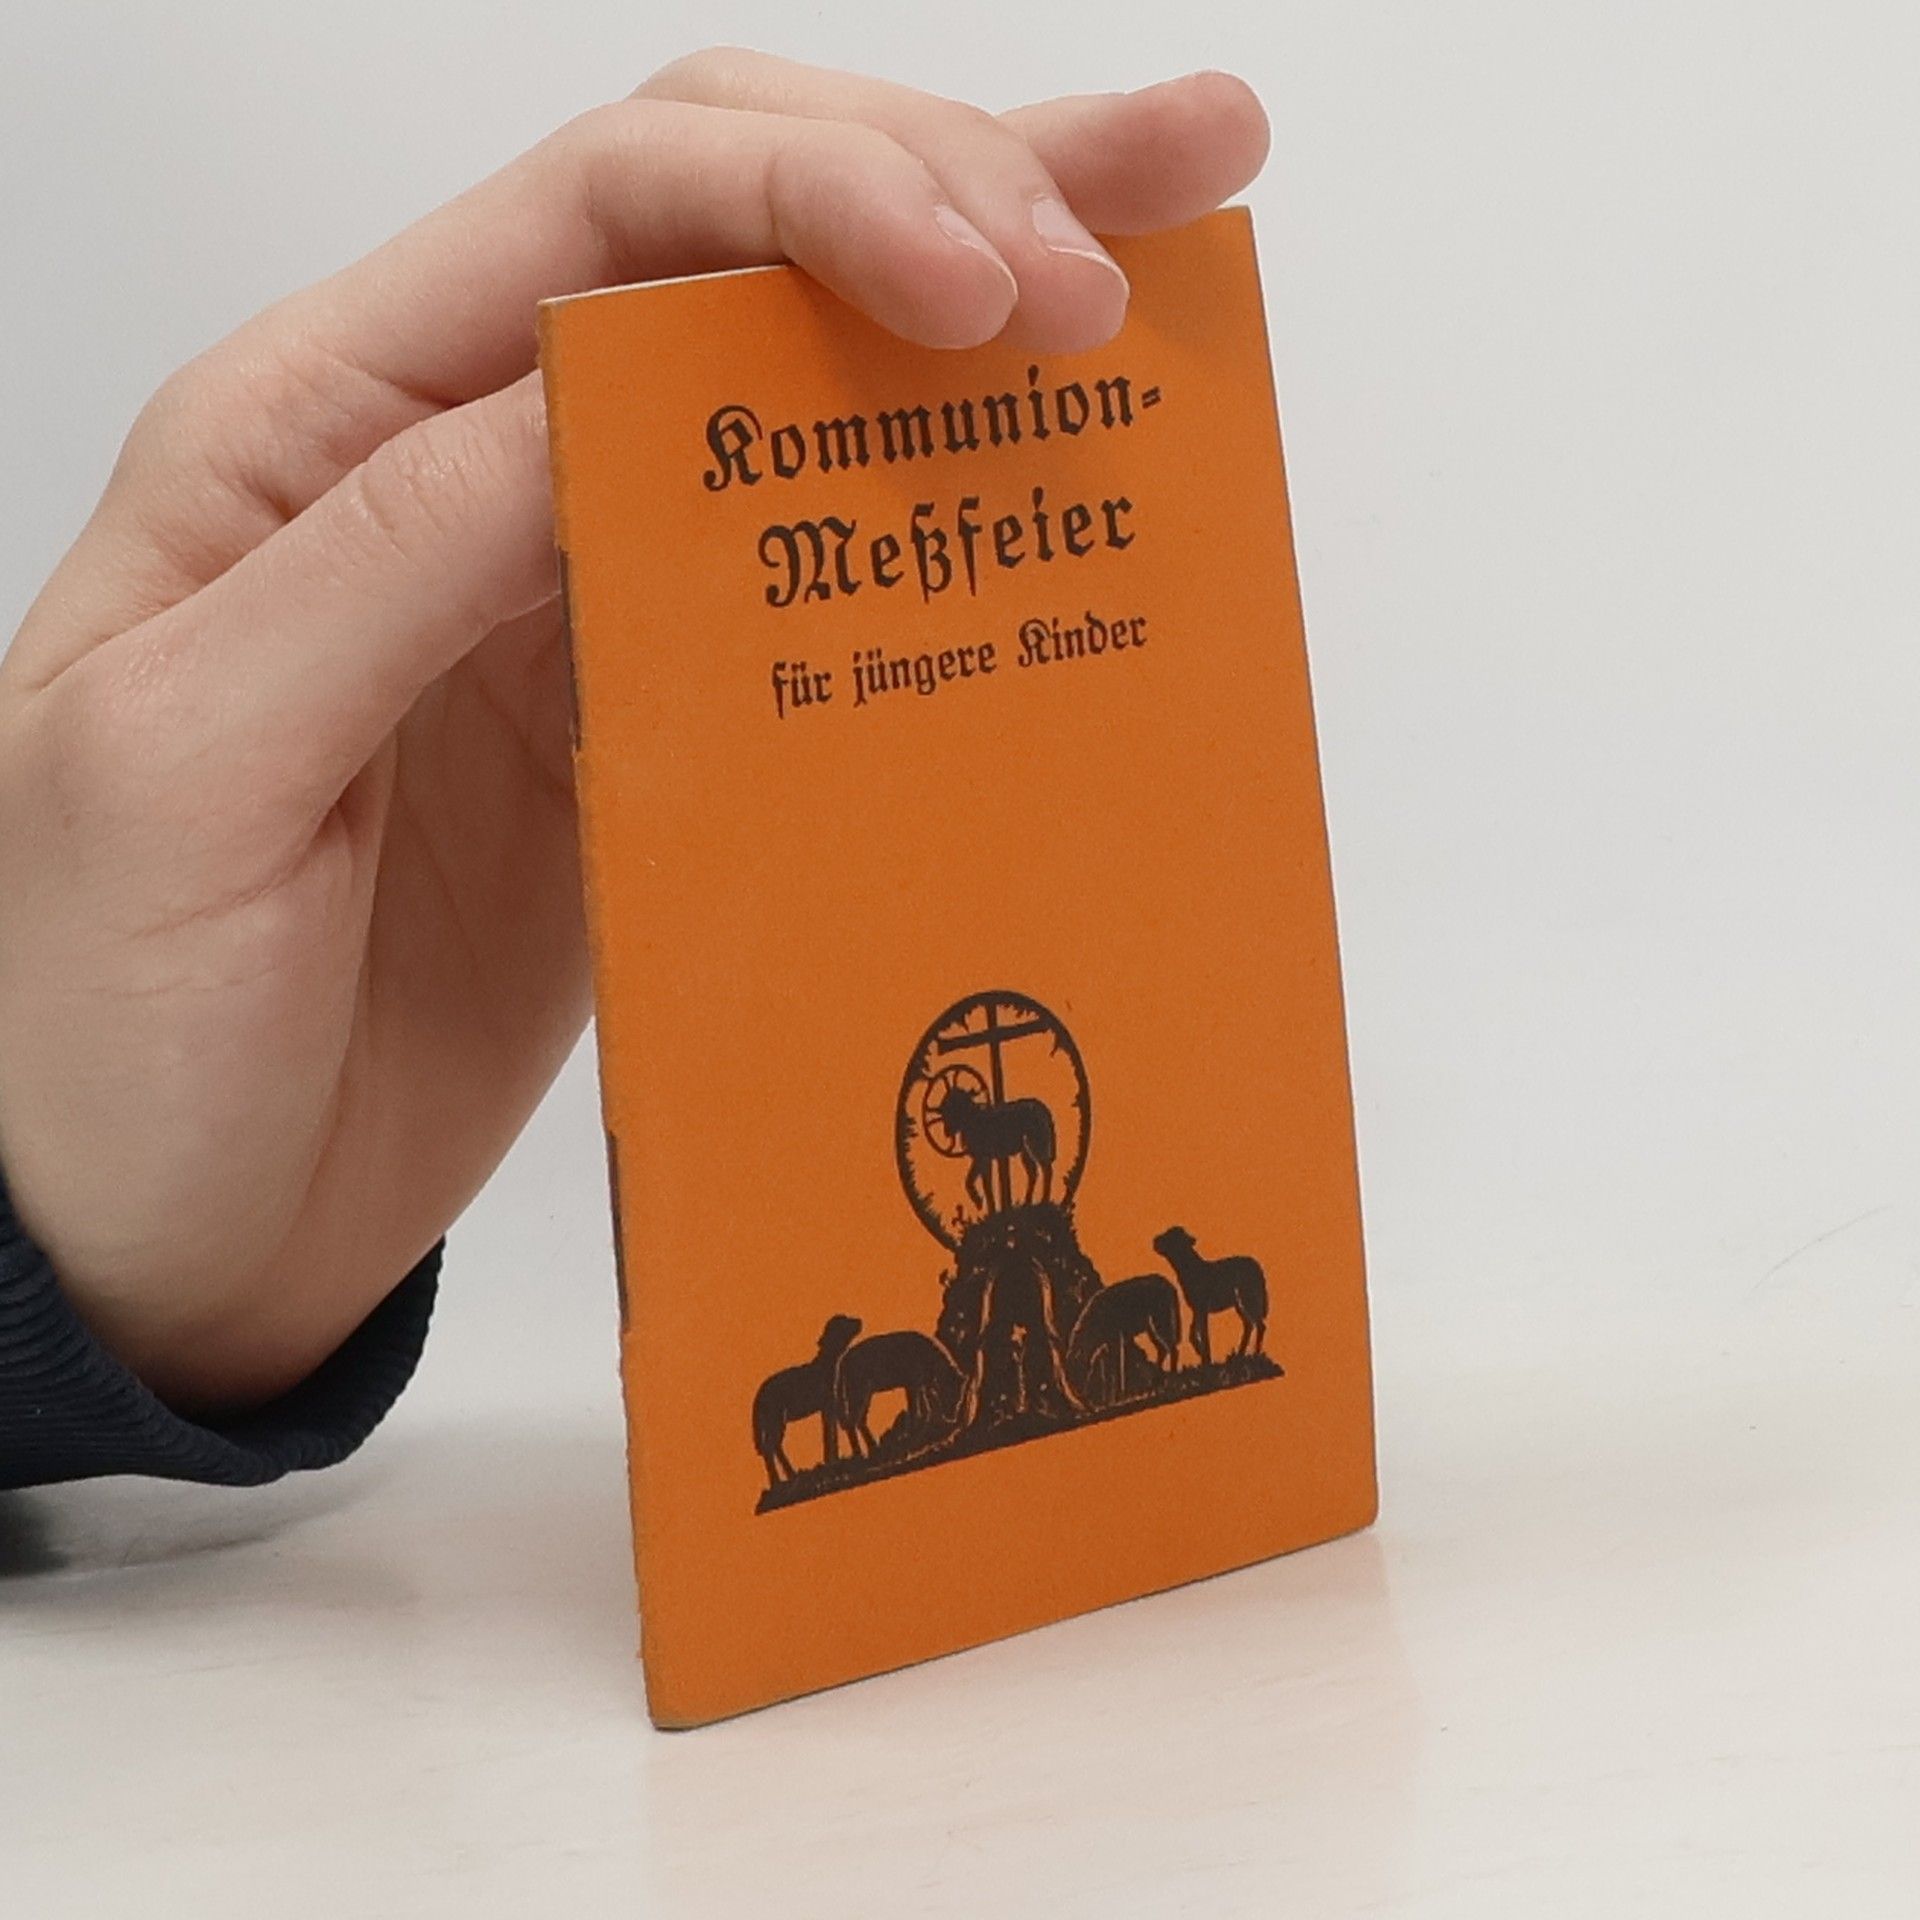 Kommunion-
Meßfeier
für jüngere Kinder